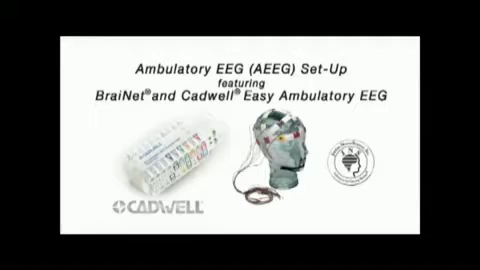 Ambulatory EEG (AEEG) Set-Up
featuring
BraiNet® and Cadwell® Easy Ambulatory EEG
CADWELL